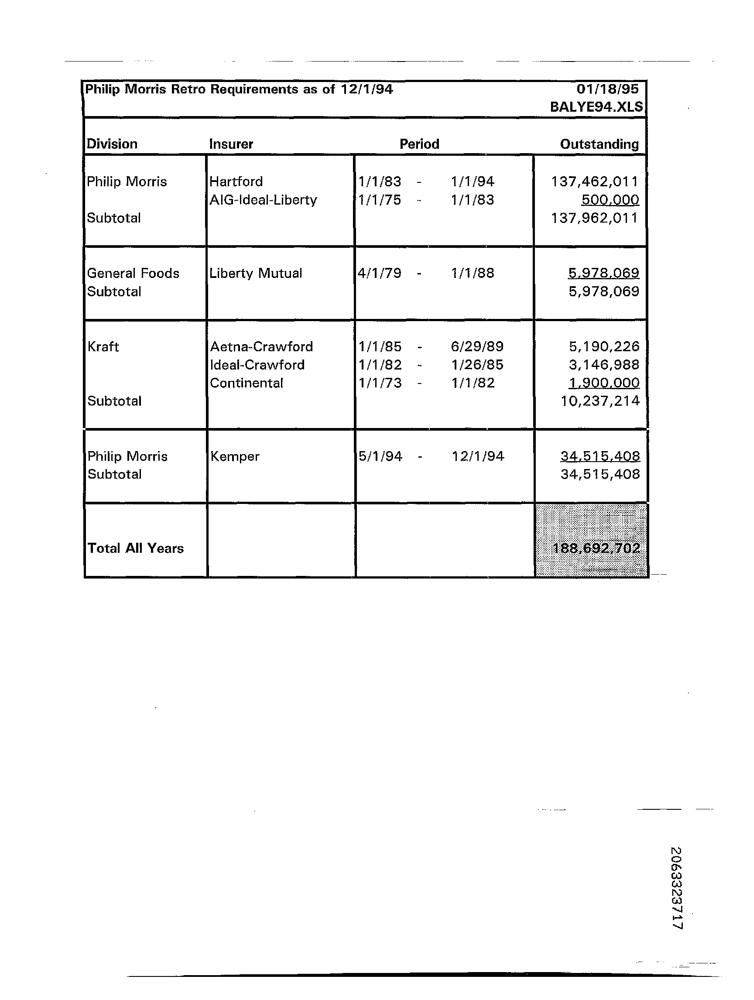 Philip Morris Retro Requirements as of 12/1/94 01/18/95
BALYE94.XLS
Division Insurer Period Outstanding
Philip Morris Hartford 1/1/83 - 1/1/94 137,462,011
AIG-Ideal-Liberty 1/1/75 - 1/1/83 500,000
Subtotal 137,962,011
General Foods Liberty Mutual 4/1/79 - 1/1/88 5,978,069
Subtotal 5,978,069
Kraft Aetna-Crawford 1/1/85 - 6/29/89 5,190,226
Ideal-Crawford 1/1/82 - 1/26/85 3,146,988
Continental 1/1/73 - 1/1/82 1,900,000
Subtotal 10,237,214
Philip Morris Kemper 5/1/94 - 12/1/94 34,515,408
Subtotal 34,515,408
Total All Years 188,692,702
2063323717